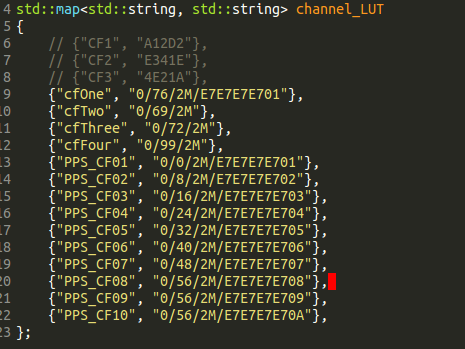 4 std::map<std::string, std::string> channel_LUT
5 {
6 // {"CF1", "A12D2"},
7 // {"CF2", "E341E"},
8 // {"CF3", "4E21A"},
9 {"cfOne", "0/76/2M/E7E7E7E701"},
10 {"cfTwo", "0/69/2M"},
11 {"cfThree", "0/72/2M"},
12 {"cfFour", "0/99/2M"},
13 {"PPS_CF01", "0/0/2M/E7E7E7E701"},
14 {"PPS_CF02", "0/8/2M/E7E7E7E702"},
15 {"PPS_CF03", "0/16/2M/E7E7E7E703"},
16 {"PPS_CF04", "0/24/2M/E7E7E7E704"},
17 {"PPS_CF05", "0/32/2M/E7E7E7E705"},
18 {"PPS_CF06", "0/40/2M/E7E7E7E706"},
19 {"PPS_CF07", "0/48/2M/E7E7E7E707"},
20 {"PPS_CF08", "0/56/2M/E7E7E7E708"},
21 {"PPS_CF09", "0/56/2M/E7E7E7E709"},
22 {"PPS_CF10", "0/56/2M/E7E7E7E70A"},
23 };